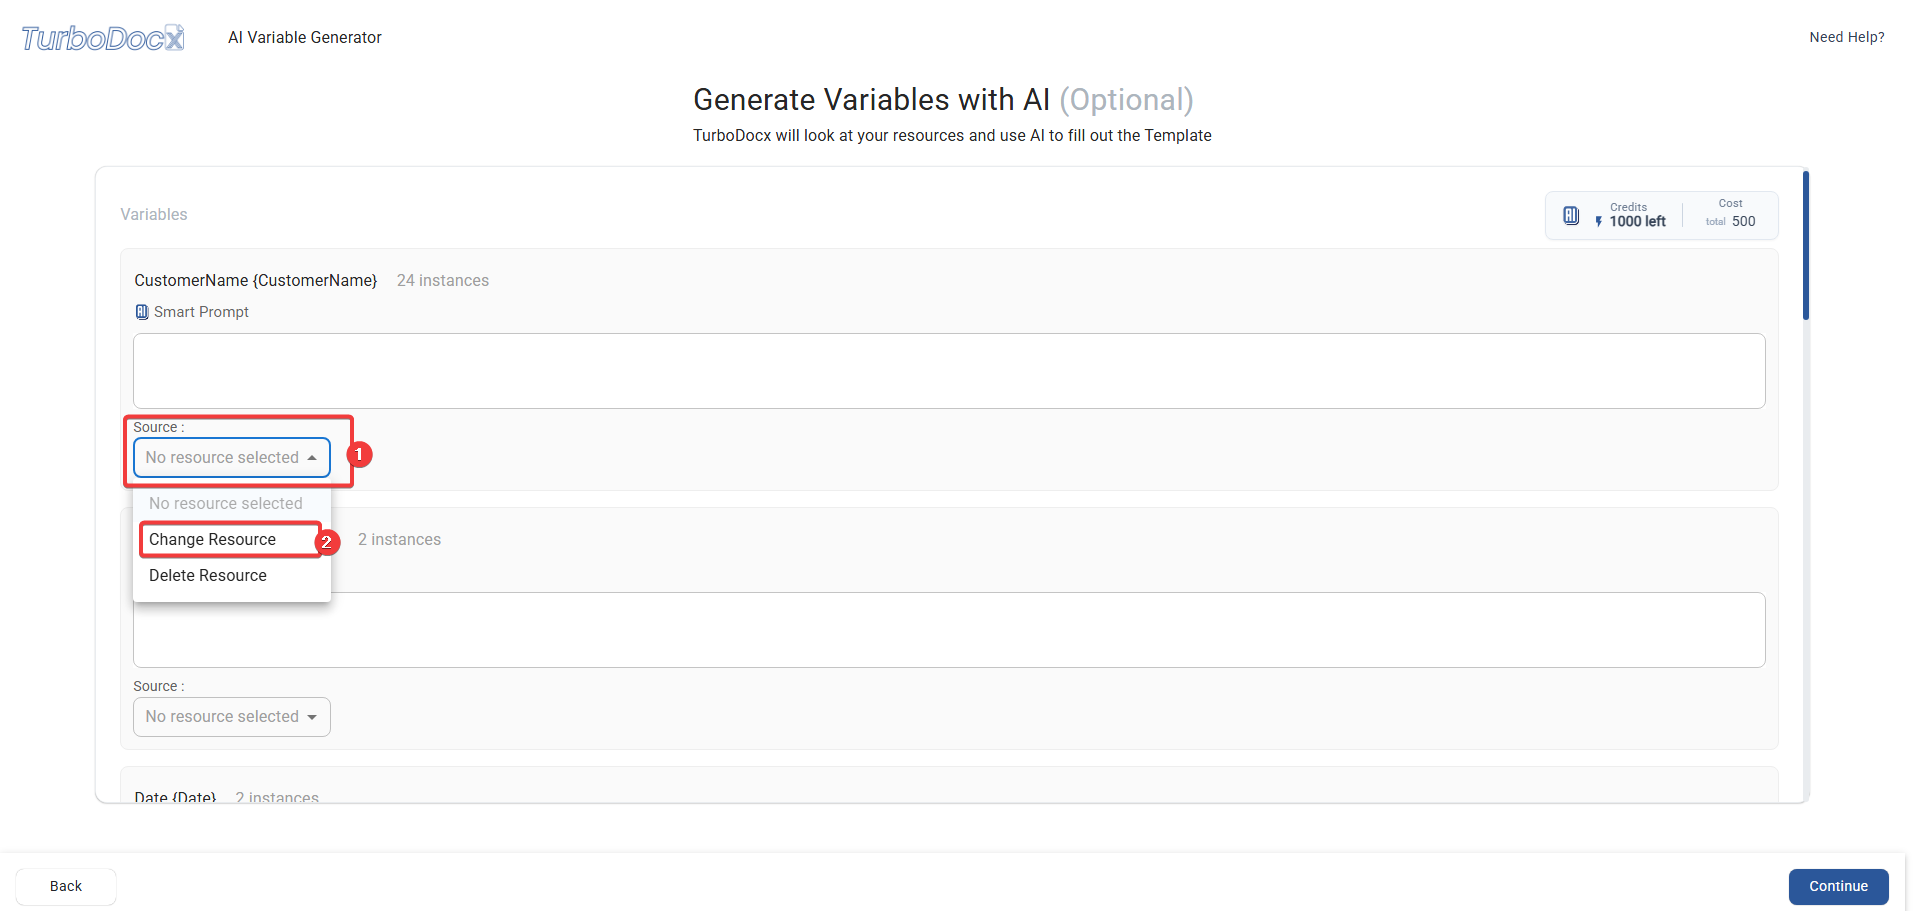 TurboDocx
AI Variable Generator
Need Help?
Generate Variables with AI (Optional)
TurboDocx will look at your resources and use AI to fill out the Template
Variables
Credits
1000 left
Cost
total 500
CustomerName {CustomerName} 24 instances
Smart Prompt
Source :
No resource selected
1
No resource selected
Change Resource
2
2 instances
Delete Resource
Source :
No resource selected
Date {Date} 2 instances
Back
Continue